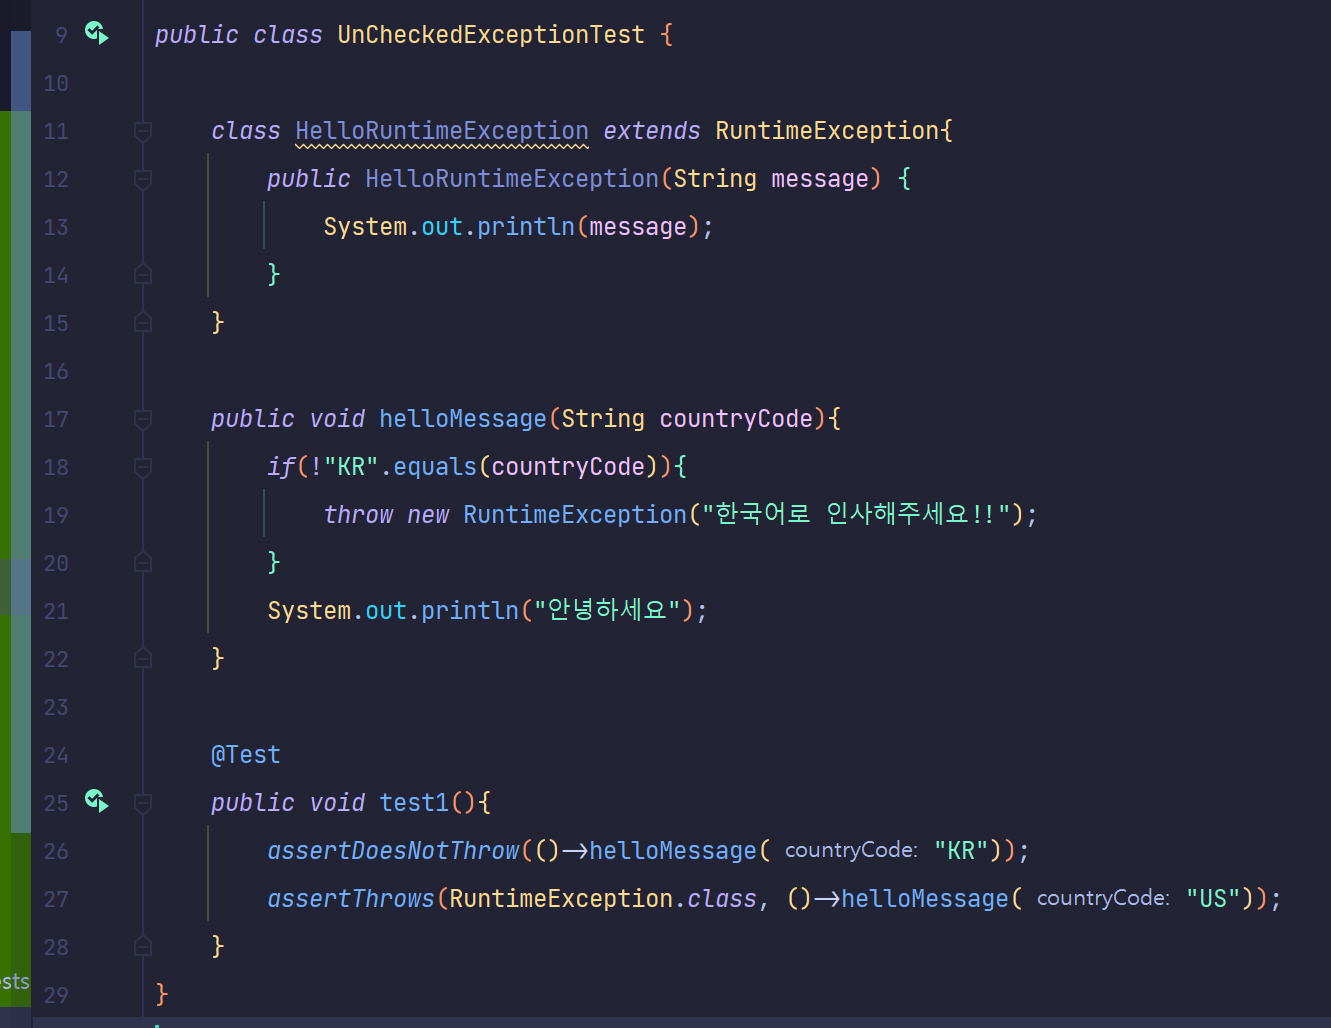 9 public class UnCheckedExceptionTest {
10
11 class HelloRuntimeException extends RuntimeException{
12 public HelloRuntimeException(String message) {
13 System.out.println(message);
14 }
15 }
16
17 public void helloMessage(String countryCode){
18 if(!"KR".equals(countryCode)){
19 throw new RuntimeException("한국어로 인사해주세요!!");
20 }
21 System.out.println("안녕하세요");
22 }
23
24 @Test
25 public void test1(){
26 assertDoesNotThrow(()->helloMessage( countryCode: "KR"));
27 assertThrows(RuntimeException.class, ()->helloMessage( countryCode: "US"));
28 }
ests
29 }